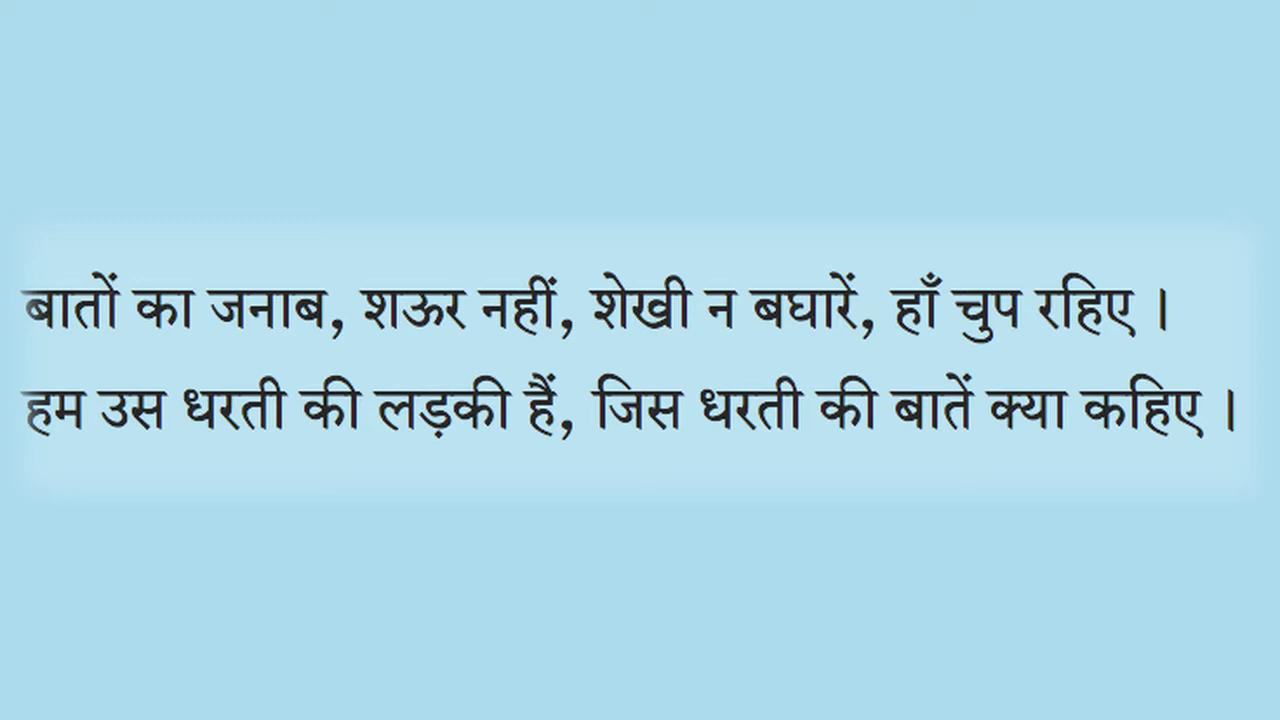 बातों का जनाब, शऊर नहीं, शेखी न बघारें, हाँ चुप रहिए ।
हम उस धरती की लड़की हैं, जिस धरती की बातें क्या कहिए ।